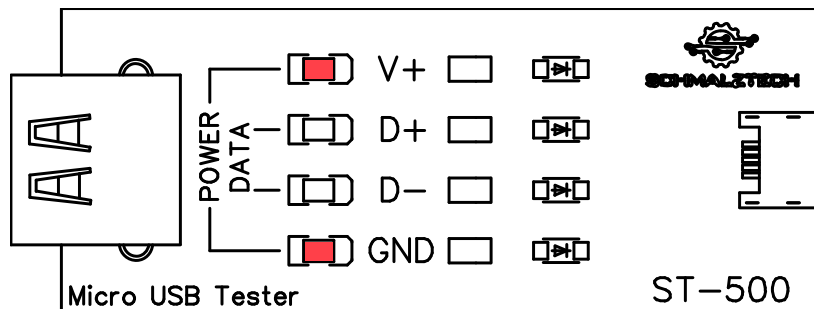 V+
SCHMALZTECH
D+
POWER
DATA
D-
GND
Micro USB Tester
ST-500